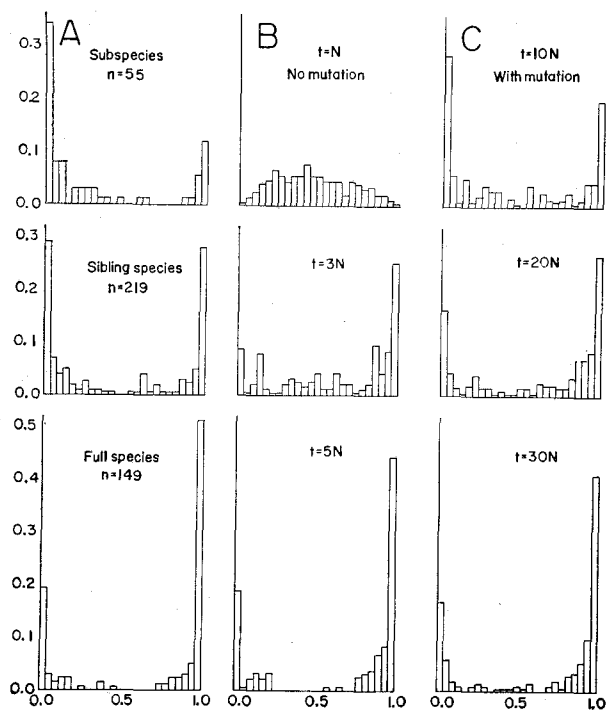 A
B
C
0.3
0.2
0.1
0.0
Subspecies
n=55
t=N
No mutation
t=10N
With mutation
0.3
0.2
0.1
0.0
Sibling species
n=219
t=3N
t=20N
0.5
0.4
0.3
0.2
0.1
0.0
Full species
n=149
t=5N
t=30N
0.0
0.5
1.0
0.0
0.5
1.0
0.0
0.5
1.0